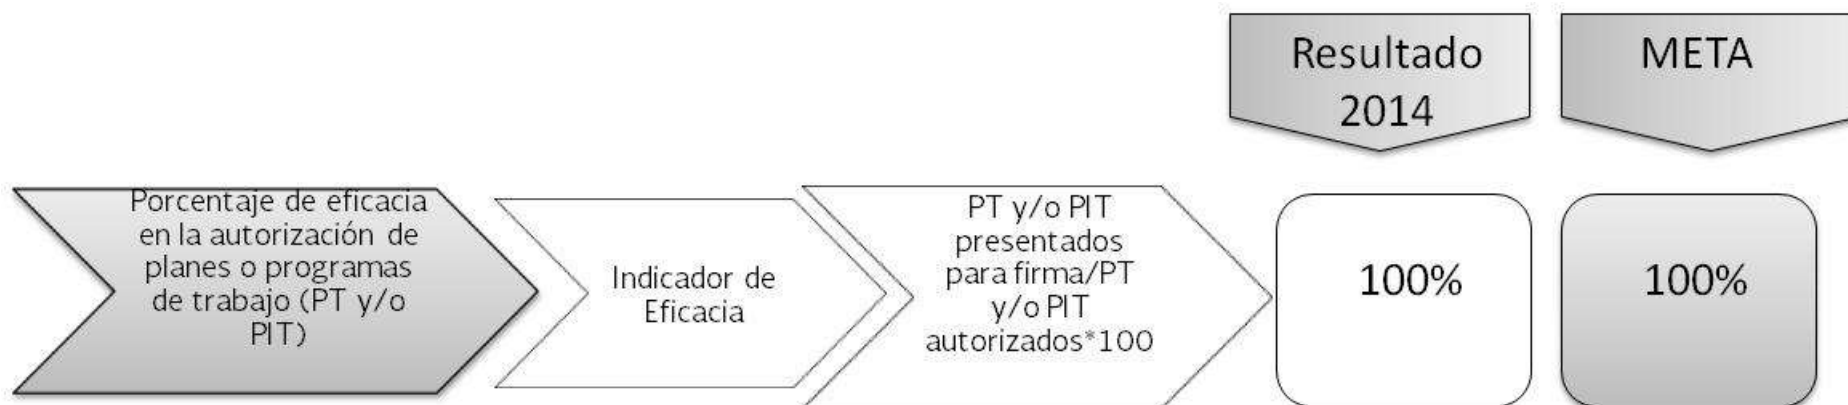 Resultado
2014
META
Porcentaje de eficacia
en la autorización de
planes o programas
de trabajo (PT y/o
PIT)
Indicador de
Eficacia
PT y/o PIT
presentados
para firma/PT
y/o PIT
autorizados*100
100%
100%